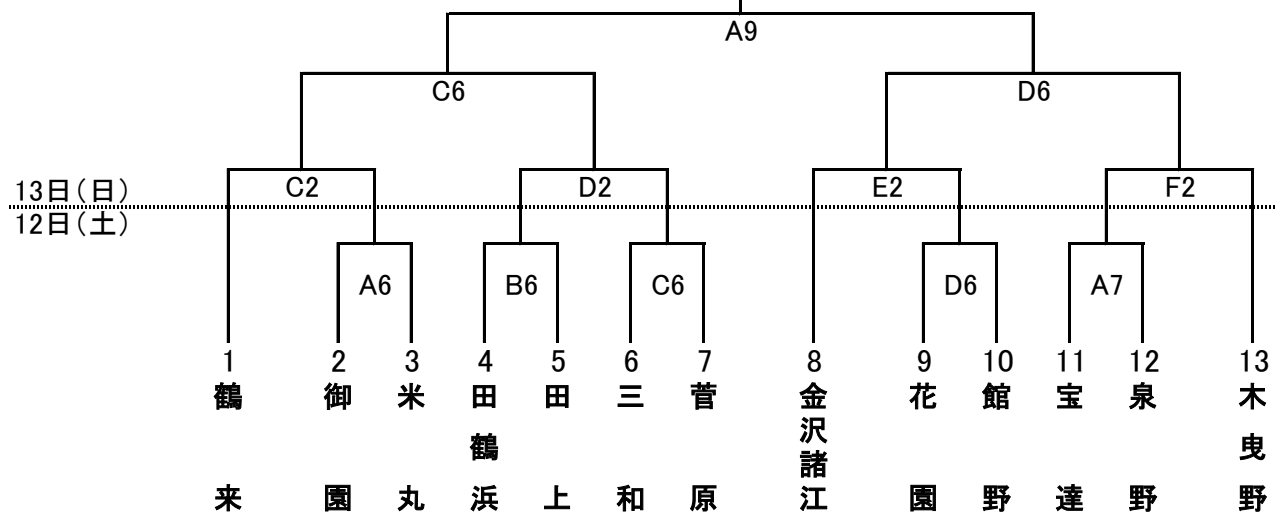 A9
C6 D6
C2 D2 E2 F2
13日(日)
12日(土)
A6 B6 C6 D6 A7
1 2 3 4 5 6 7 8 9 10 11 12 13
鶴来
御園
米丸
田鶴浜
田上
三和
菅原
金沢諸江
花園
館野
宝達
泉野
木曳野